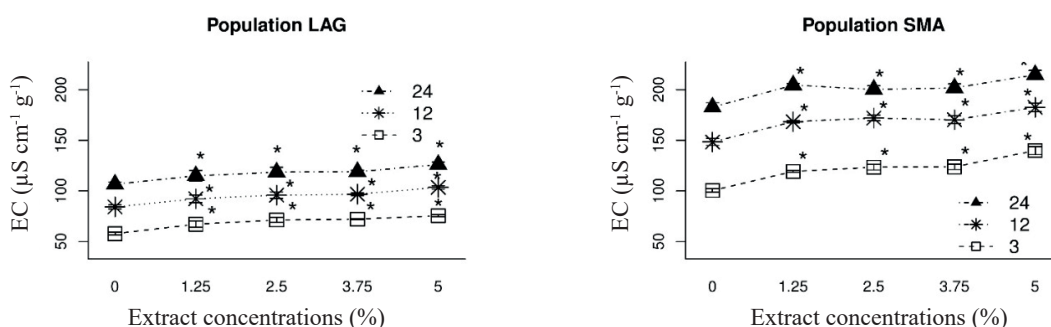 Population LAG
EC (µS cm⁻¹ g⁻¹)
200
150
100
50
24
12
3
0 1.25 2.5 3.75 5
Extract concentrations (%)
Population SMA
EC (µS cm⁻¹ g⁻¹)
200
150
100
50
24
12
3
0 1.25 2.5 3.75 5
Extract concentrations (%)